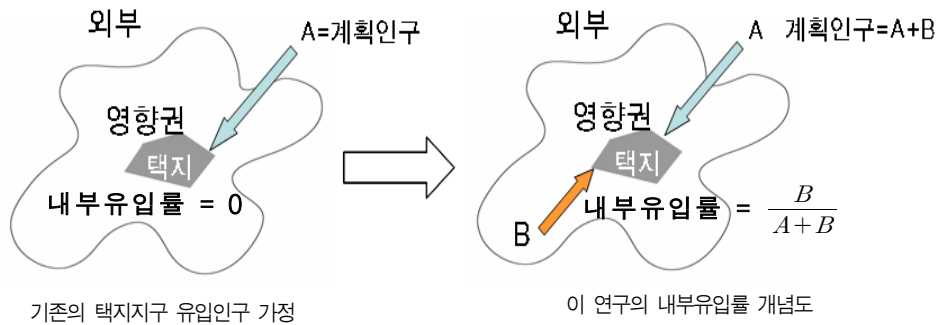 외부
A=계획인구
영향권
택지
내부유입률 = 0
기존의 택지지구 유입인구 가정
외부
A 계획인구=A+B
영향권
택지
내부유입률 = B / A+B
B
이 연구의 내부유입률 개념도